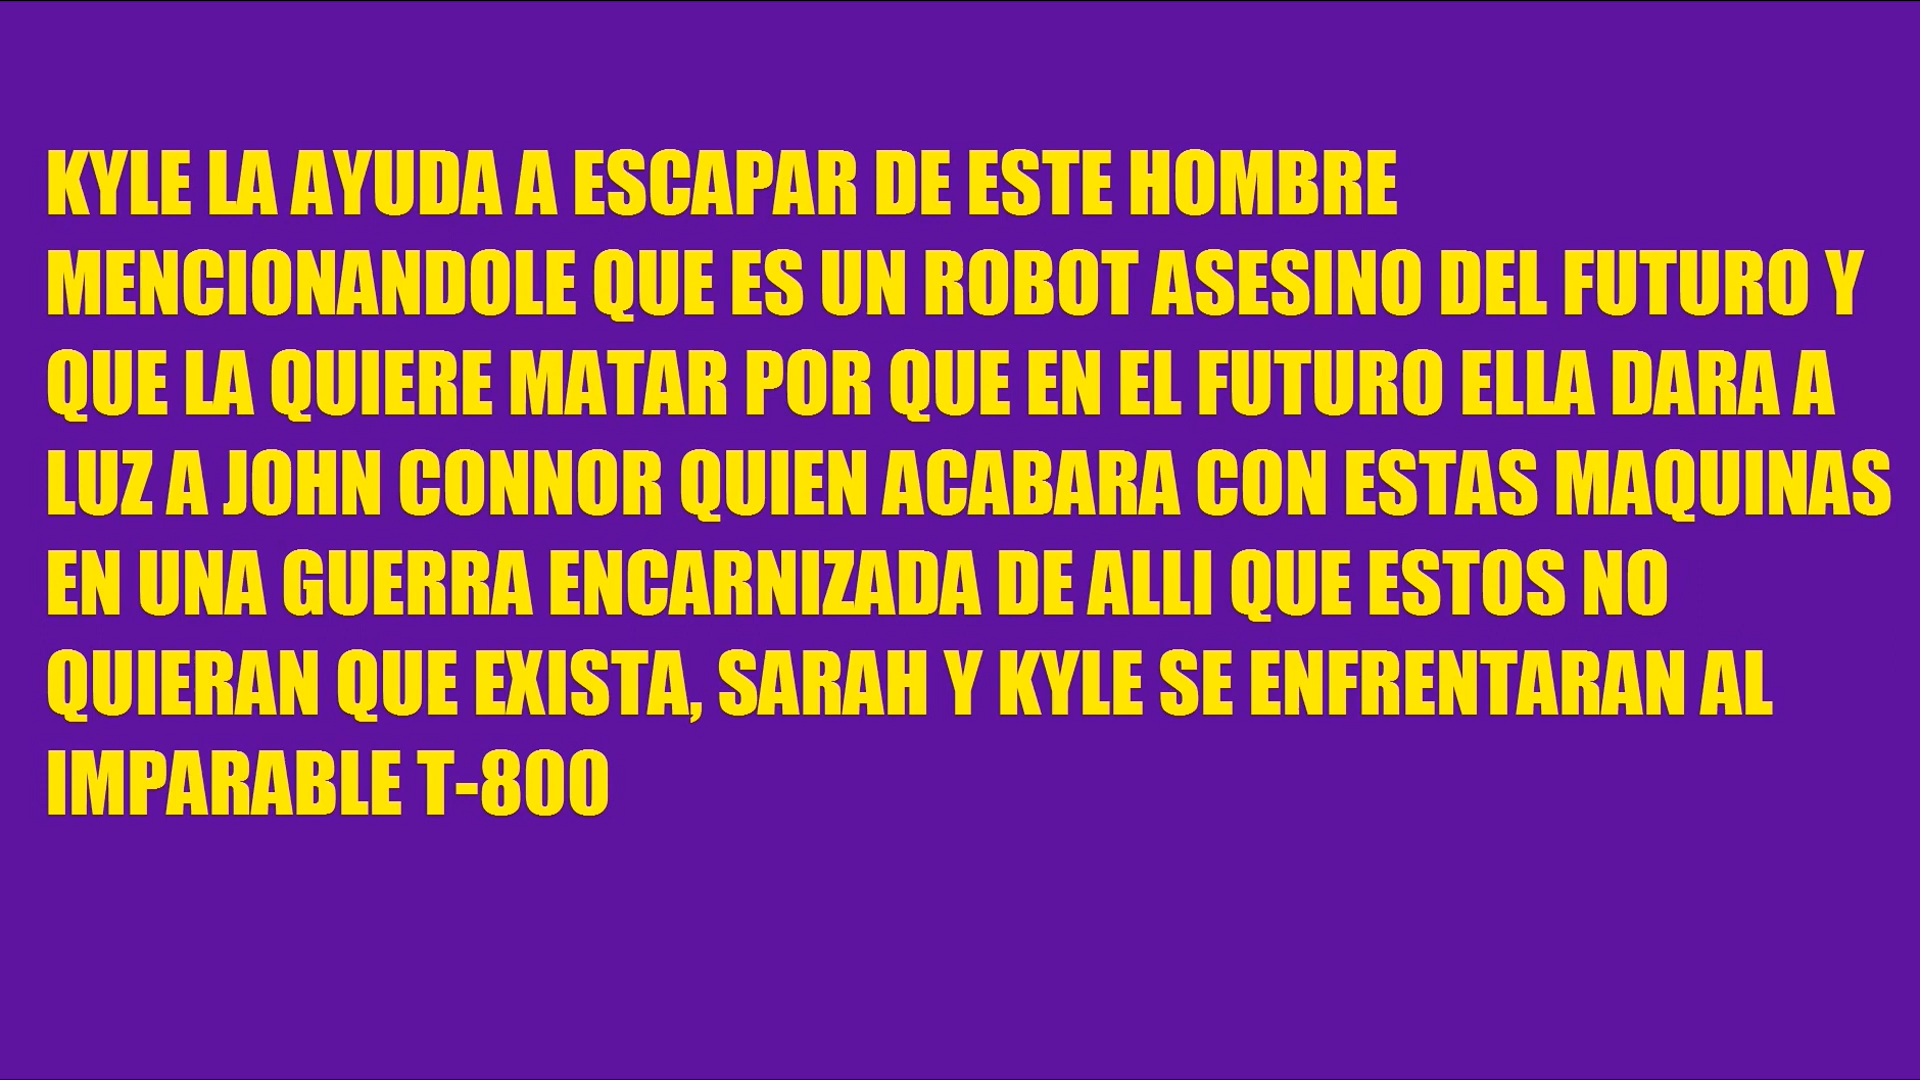 KYLE LA AYUDA A ESCAPAR DE ESTE HOMBRE
MENCIONANDOLE QUE ES UN ROBOT ASESINO DEL FUTURO Y
QUE LA QUIERE MATAR POR QUE EN EL FUTURO ELLA DARA A
LUZ A JOHN CONNOR QUIEN ACABARA CON ESTAS MAQUINAS
EN UNA GUERRA ENCARNIZADA DE ALLI QUE ESTOS NO
QUIERAN QUE EXISTA, SARAH Y KYLE SE ENFRENTARAN AL
IMPARABLE T-800